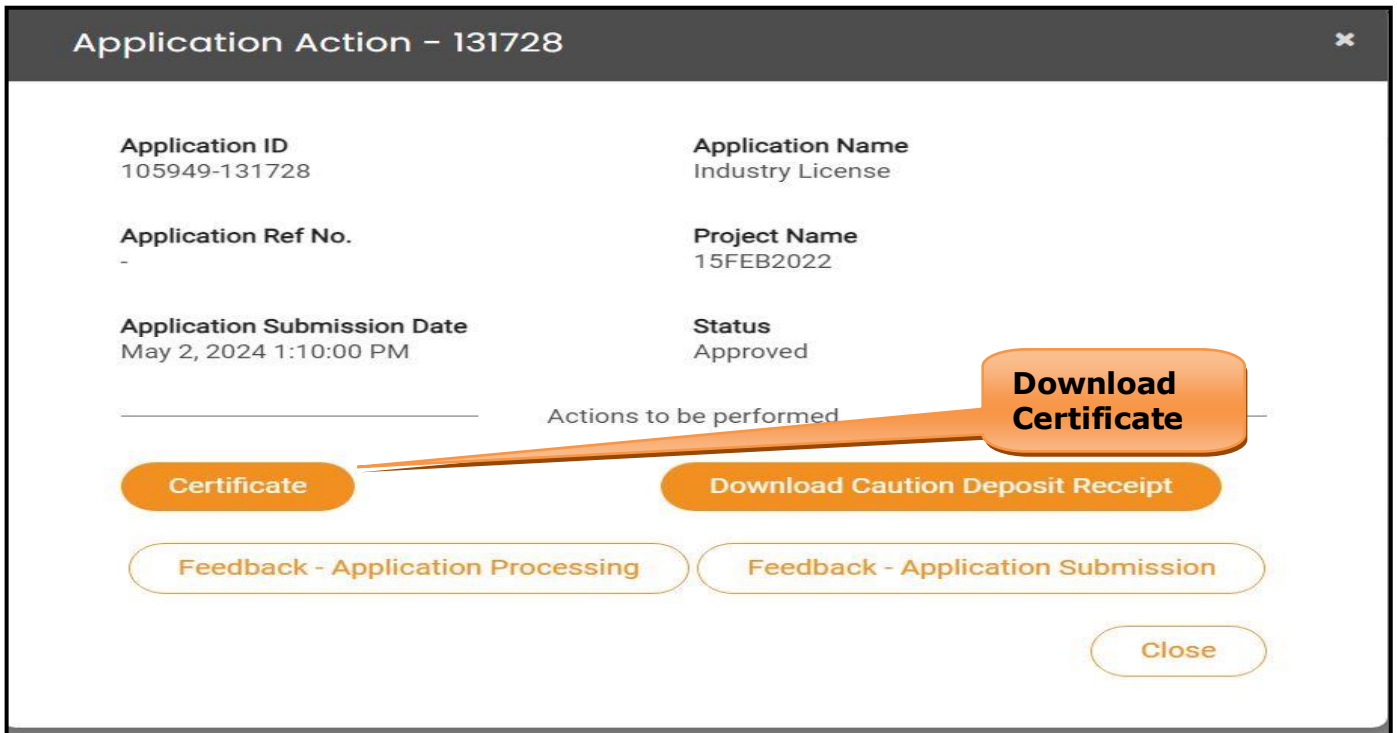 Application Action - 131728
Application ID
105949-131728
Application Name
Industry License
Application Ref No.
-
Project Name
15FEB2022
Application Submission Date
May 2, 2024 1:10:00 PM
Status
Approved
Download
Certificate
Actions to be performed
Certificate
Download Caution Deposit Receipt
Feedback - Application Processing
Feedback - Application Submission
Close